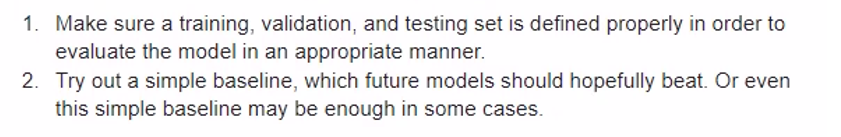 1. Make sure a training, validation, and testing set is defined properly in order to
evaluate the model in an appropriate manner.
2. Try out a simple baseline, which future models should hopefully beat. Or even
this simple baseline may be enough in some cases.